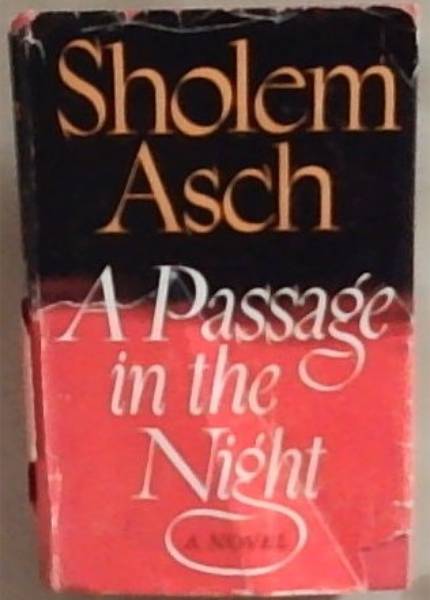 Sholem
Asch
A Passage
in the
Night
A NOVEL